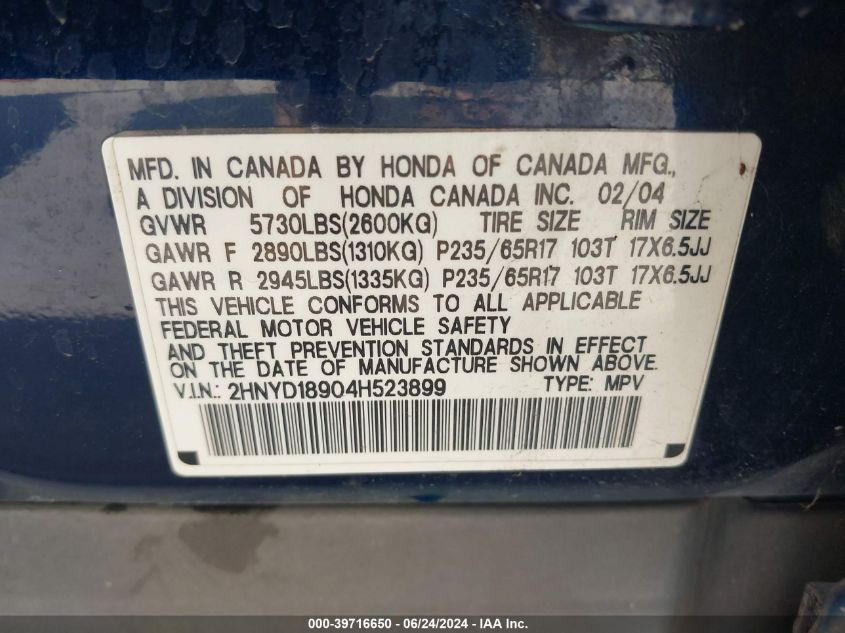 MFD. IN CANADA BY HONDA OF CANADA MFG.,
A DIVISION OF HONDA CANADA INC. 02/04
GVWR 5730LBS(2600KG) TIRE SIZE RIM SIZE
GAWR F 2890LBS(1310KG) P235/65R17 103T 17X6.5JJ
GAWR R 2945LBS(1335KG) P235/65R17 103T 17X6.5JJ
THIS VEHICLE CONFORMS TO ALL APPLICABLE
FEDERAL MOTOR VEHICLE SAFETY
AND THEFT PREVENTION STANDARDS IN EFFECT
ON THE DATE OF MANUFACTURE SHOWN ABOVE.
V.I.N.: 2HNYD18904H523899 TYPE: MPV
000-39716650 / 06/24/2024 - © IAA Inc.